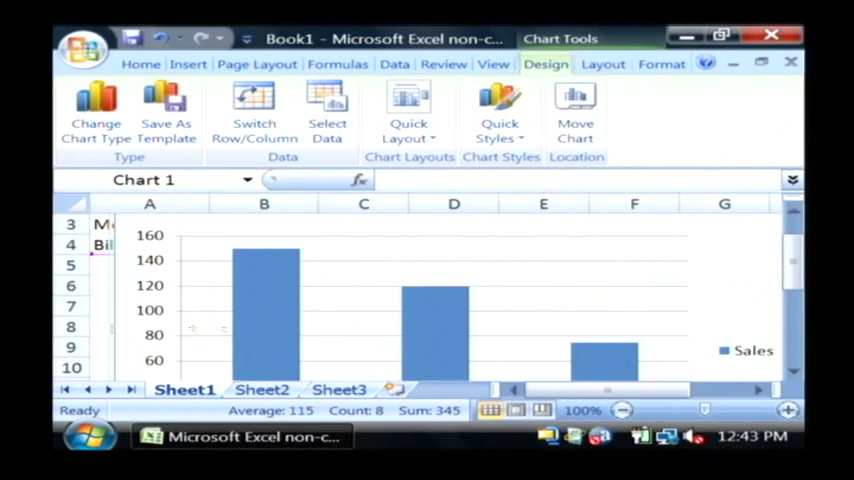 Book1 - Microsoft Excel non-c... Chart Tools
Home Insert Page Layout Formulas Data Review View Design Layout Format
Change Chart Type
Save As Template
Switch Row/Column
Select Data
Quick Layout
Quick Styles
Move Chart
Type Data Chart Layouts Chart Styles Location
Chart 1 fx
A B C D E F G
3
4 Bil
5
6
7
8
9
10
160
140
120
100
80
60
Sales
Sheet1 Sheet2 Sheet3
Ready Average: 115 Count: 8 Sum: 345 100%
Microsoft Excel non-c... 12:43 PM